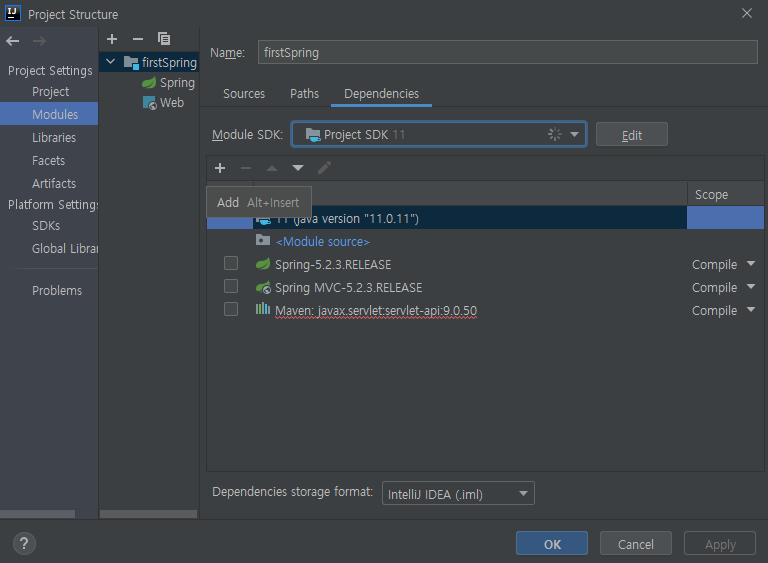 IJ Project Structure
Project Settings
Project
Modules
Libraries
Facets
Artifacts
Platform Settings
SDKs
Global Librar
Problems
firstSpring
Spring
Web
Name: firstSpring
Sources Paths Dependencies
Module SDK: Project SDK 11 Edit
Add Alt+Insert
Scope
11 (java version "11.0.11")
<Module source>
Spring-5.2.3.RELEASE Compile
Spring MVC-5.2.3.RELEASE Compile
Maven: javax.servlet:servlet-api:9.0.50 Compile
Dependencies storage format: IntelliJ IDEA (.iml)
? OK Cancel Apply